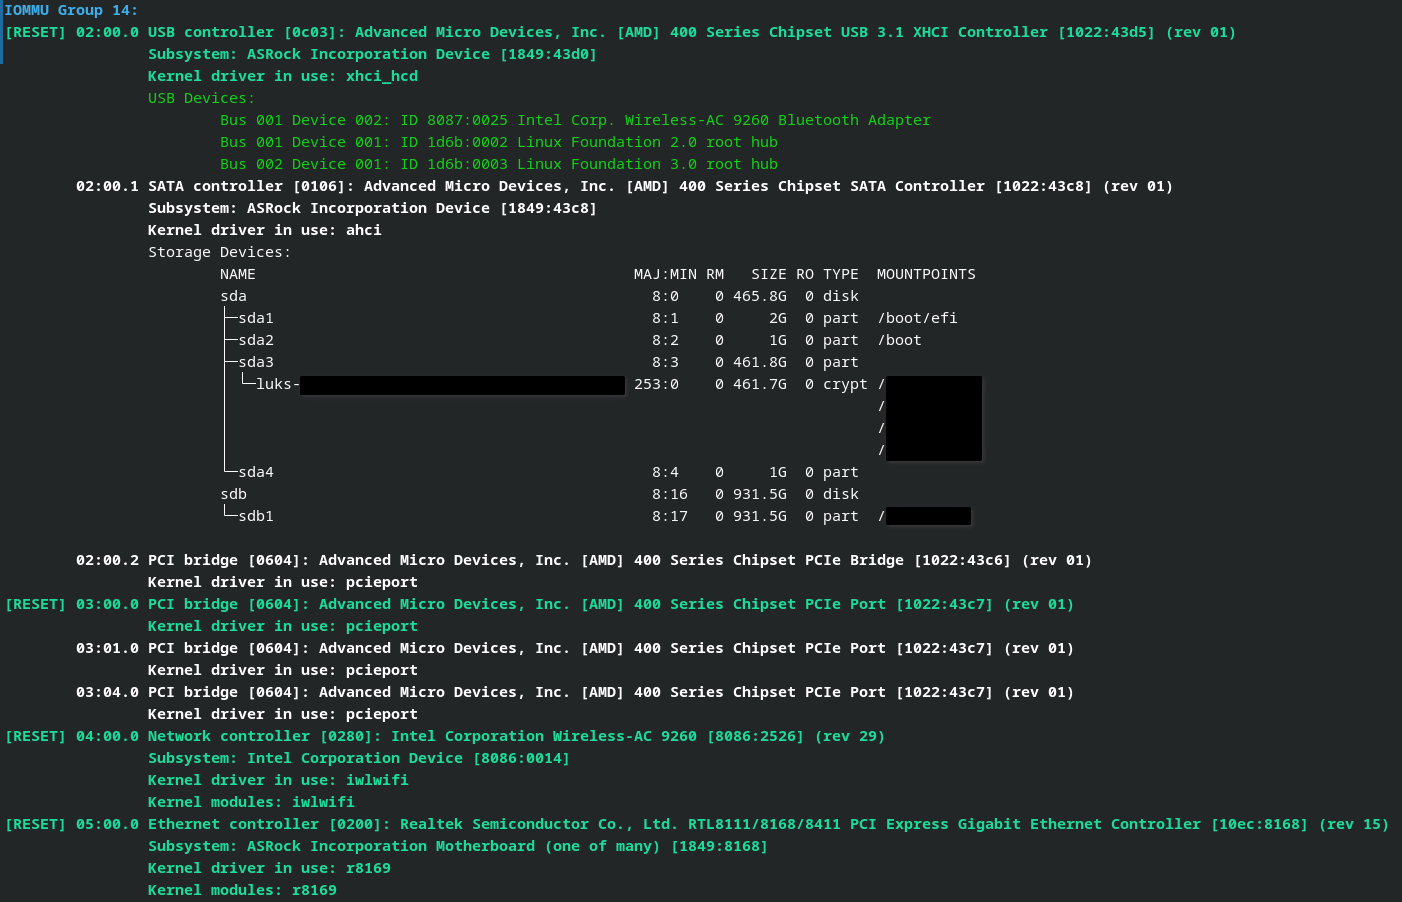 IOMMU Group 14:
[RESET] 02:00.0 USB controller [0c03]: Advanced Micro Devices, Inc. [AMD] 400 Series Chipset USB 3.1 XHCI Controller [1022:43d5] (rev 01)
Subsystem: ASRock Incorporation Device [1849:43d0]
Kernel driver in use: xhci_hcd
USB Devices:
Bus 001 Device 002: ID 8087:0025 Intel Corp. Wireless-AC 9260 Bluetooth Adapter
Bus 001 Device 001: ID 1d6b:0002 Linux Foundation 2.0 root hub
Bus 002 Device 001: ID 1d6b:0003 Linux Foundation 3.0 root hub
02:00.1 SATA controller [0106]: Advanced Micro Devices, Inc. [AMD] 400 Series Chipset SATA Controller [1022:43c8] (rev 01)
Subsystem: ASRock Incorporation Device [1849:43c8]
Kernel driver in use: ahci
Storage Devices:
NAME MAJ:MIN RM SIZE RO TYPE MOUNTPOINTS
sda 8:0 0 465.8G 0 disk
├─sda1 8:1 0 2G 0 part /boot/efi
├─sda2 8:2 0 1G 0 part /boot
├─sda3 8:3 0 461.8G 0 part
│ └─luks- 253:0 0 461.7G 0 crypt /
│ /
│ /
│ /
└─sda4 8:4 0 1G 0 part
sdb 8:16 0 931.5G 0 disk
└─sdb1 8:17 0 931.5G 0 part /
02:00.2 PCI bridge [0604]: Advanced Micro Devices, Inc. [AMD] 400 Series Chipset PCIe Bridge [1022:43c6] (rev 01)
Kernel driver in use: pcieport
[RESET] 03:00.0 PCI bridge [0604]: Advanced Micro Devices, Inc. [AMD] 400 Series Chipset PCIe Port [1022:43c7] (rev 01)
Kernel driver in use: pcieport
03:01.0 PCI bridge [0604]: Advanced Micro Devices, Inc. [AMD] 400 Series Chipset PCIe Port [1022:43c7] (rev 01)
Kernel driver in use: pcieport
03:04.0 PCI bridge [0604]: Advanced Micro Devices, Inc. [AMD] 400 Series Chipset PCIe Port [1022:43c7] (rev 01)
Kernel driver in use: pcieport
[RESET] 04:00.0 Network controller [0280]: Intel Corporation Wireless-AC 9260 [8086:2526] (rev 29)
Subsystem: Intel Corporation Device [8086:0014]
Kernel driver in use: iwlwifi
Kernel modules: iwlwifi
[RESET] 05:00.0 Ethernet controller [0200]: Realtek Semiconductor Co., Ltd. RTL8111/8168/8411 PCI Express Gigabit Ethernet Controller [10ec:8168] (rev 15)
Subsystem: ASRock Incorporation Motherboard (one of many) [1849:8168]
Kernel driver in use: r8169
Kernel modules: r8169